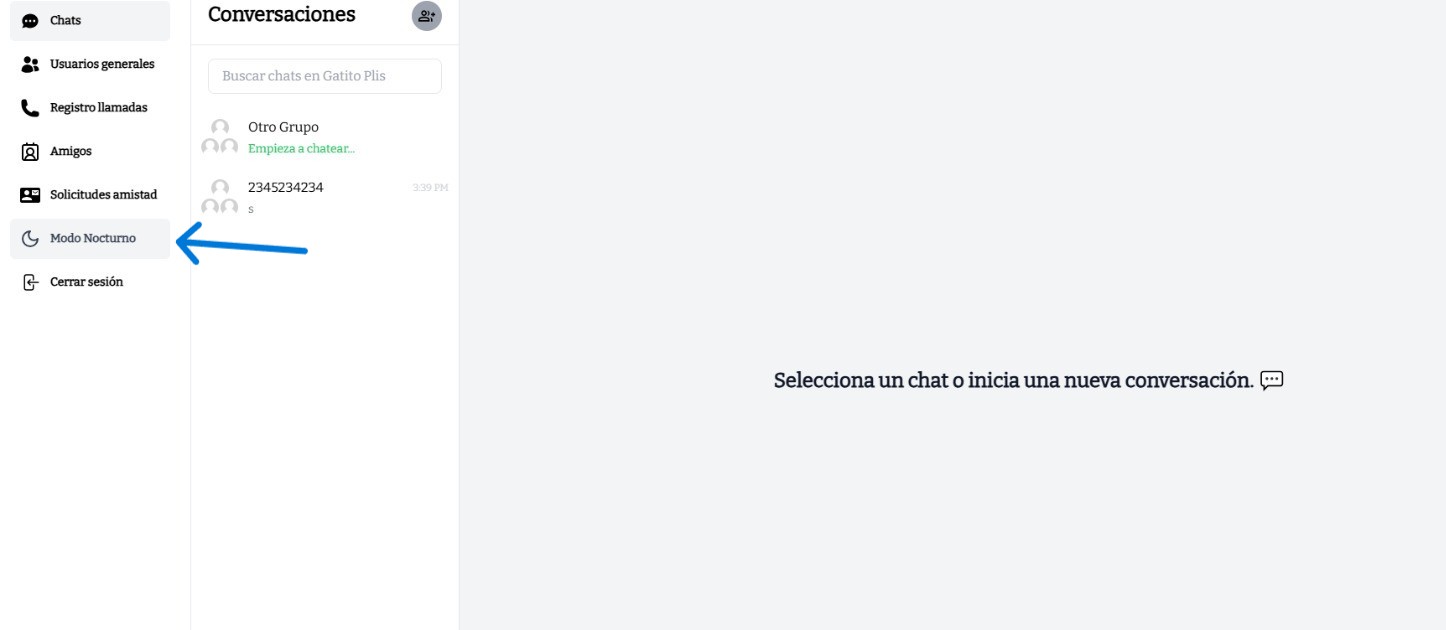 Chats
Usuarios generales
Registro llamadas
Amigos
Solicitudes amistad
Modo Nocturno
Cerrar sesión
Conversaciones
Buscar chats en Gatito Plis
Otro Grupo
Empieza a chatear...
2345234234 3:39 PM
s
Selecciona un chat o inicia una nueva conversación.